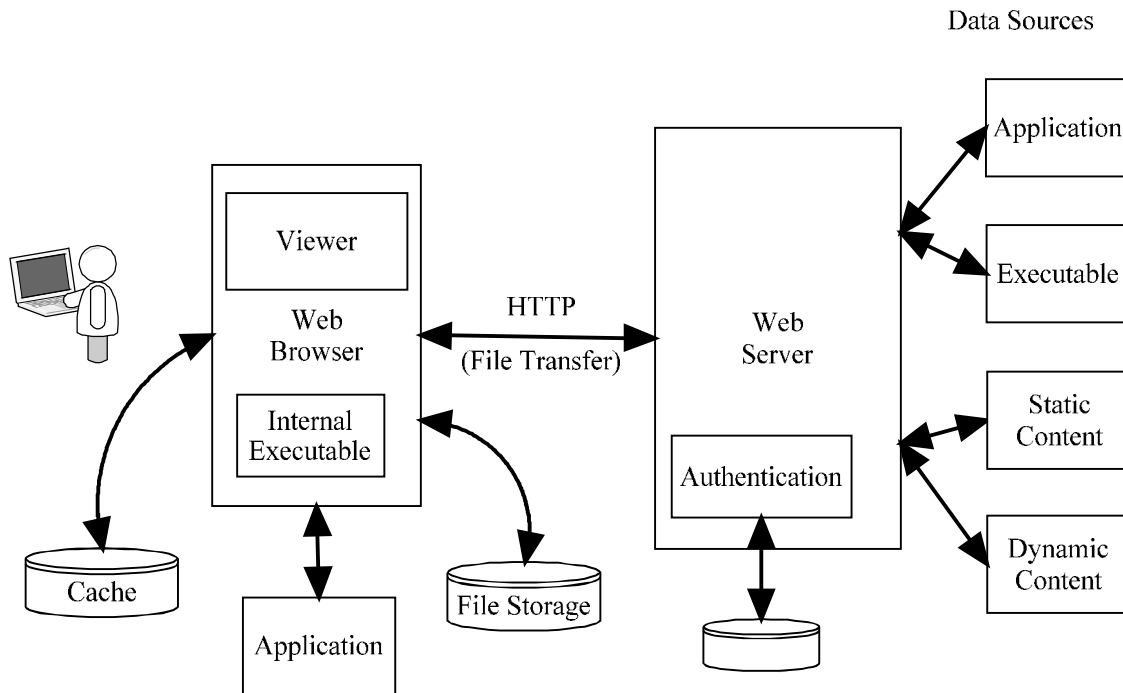 Data Sources
Application
Viewer
Executable
HTTP
Web
Browser
(File Transfer)
Web
Server
Internal
Executable
Static
Content
Authentication
Cache
File Storage
Dynamic
Content
Application